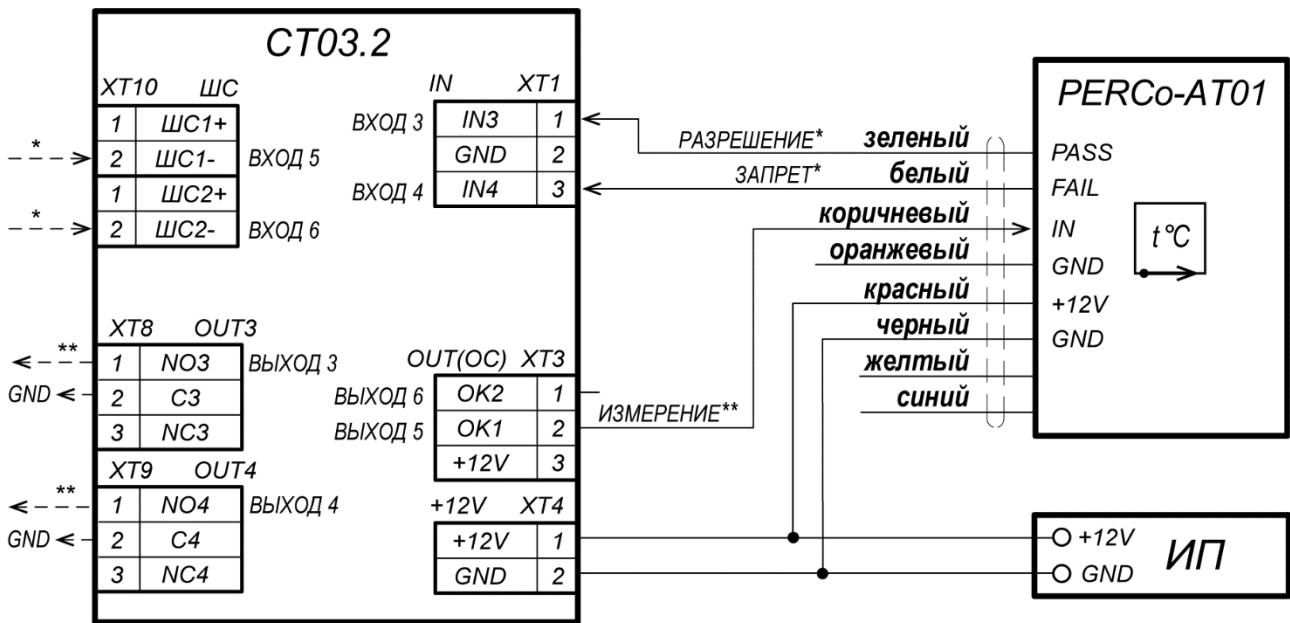 СТ03.2
XT10 ШС
1 ШС1+
* 2 ШС1- ВХОД 5
1 ШС2+
* 2 ШС2- ВХОД 6
IN XT1
ВХОД 3 IN3 1
GND 2
ВХОД 4 IN4 3
XT8 OUT3
** 1 NO3 ВЫХОД 3
GND 2 C3
3 NC3
XT9 OUT4
** 1 NO4 ВЫХОД 4
GND 2 C4
3 NC4
OUT(OC) XT3
ВЫХОД 6 OK2 1
ВЫХОД 5 OK1 2
+12V 3
+12V XT4
+12V 1
GND 2
РАЗРЕШЕНИЕ* зеленый
ЗАПРЕТ* белый
коричневый
оранжевый
красный
черный
желтый
синий
ИЗМЕРЕНИЕ**
PERCo-AT01
PASS
FAIL
IN
GND
+12V
GND
t°C
+12V
GND
ИП